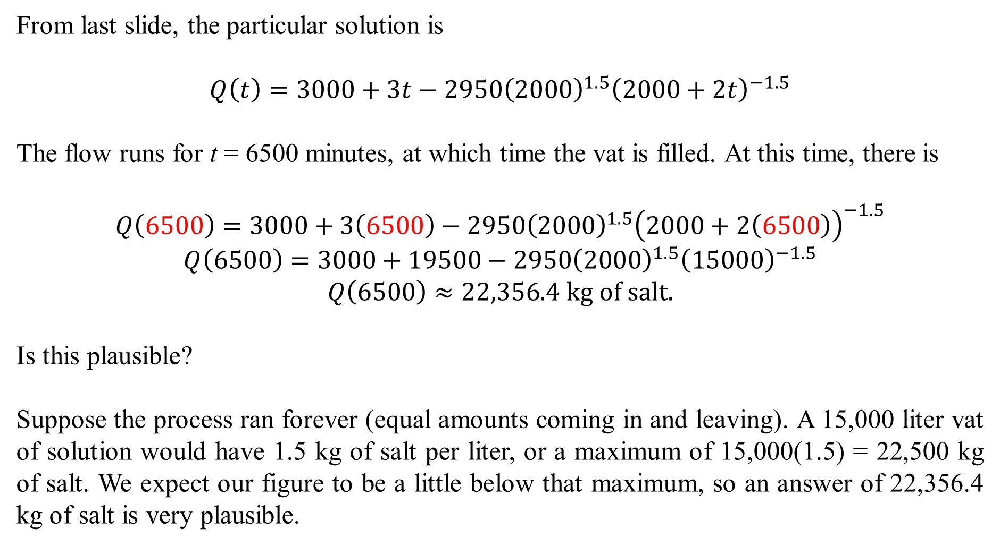 From last slide, the particular solution is
Q(t) = 3000 + 3t − 2950(2000)^1.5(2000 + 2t)^−1.5
The flow runs for t = 6500 minutes, at which time the vat is filled. At this time, there is
Q(6500) = 3000 + 3(6500) − 2950(2000)^1.5(2000 + 2(6500))^−1.5
Q(6500) = 3000 + 19500 − 2950(2000)^1.5(15000)^−1.5
Q(6500) ≈ 22,356.4 kg of salt.
Is this plausible?
Suppose the process ran forever (equal amounts coming in and leaving). A 15,000 liter vat
of solution would have 1.5 kg of salt per liter, or a maximum of 15,000(1.5) = 22,500 kg
of salt. We expect our figure to be a little below that maximum, so an answer of 22,356.4
kg of salt is very plausible.